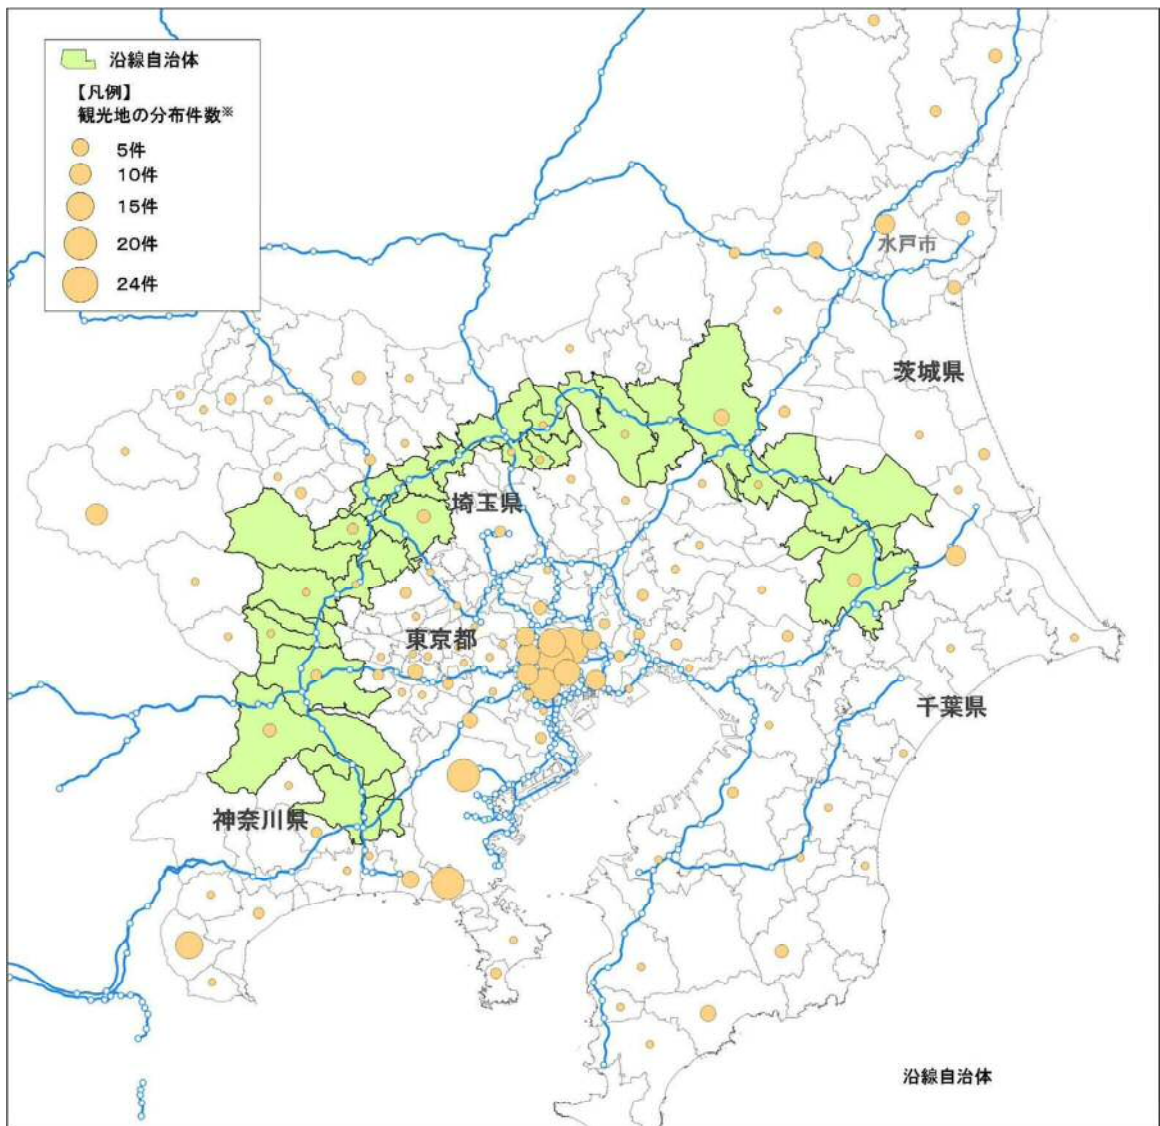 沿線自治体
【凡例】
観光地の分布件数※
5件
10件
15件
20件
24件
水戸市
茨城県
埼玉県
東京都
千葉県
神奈川県
沿線自治体